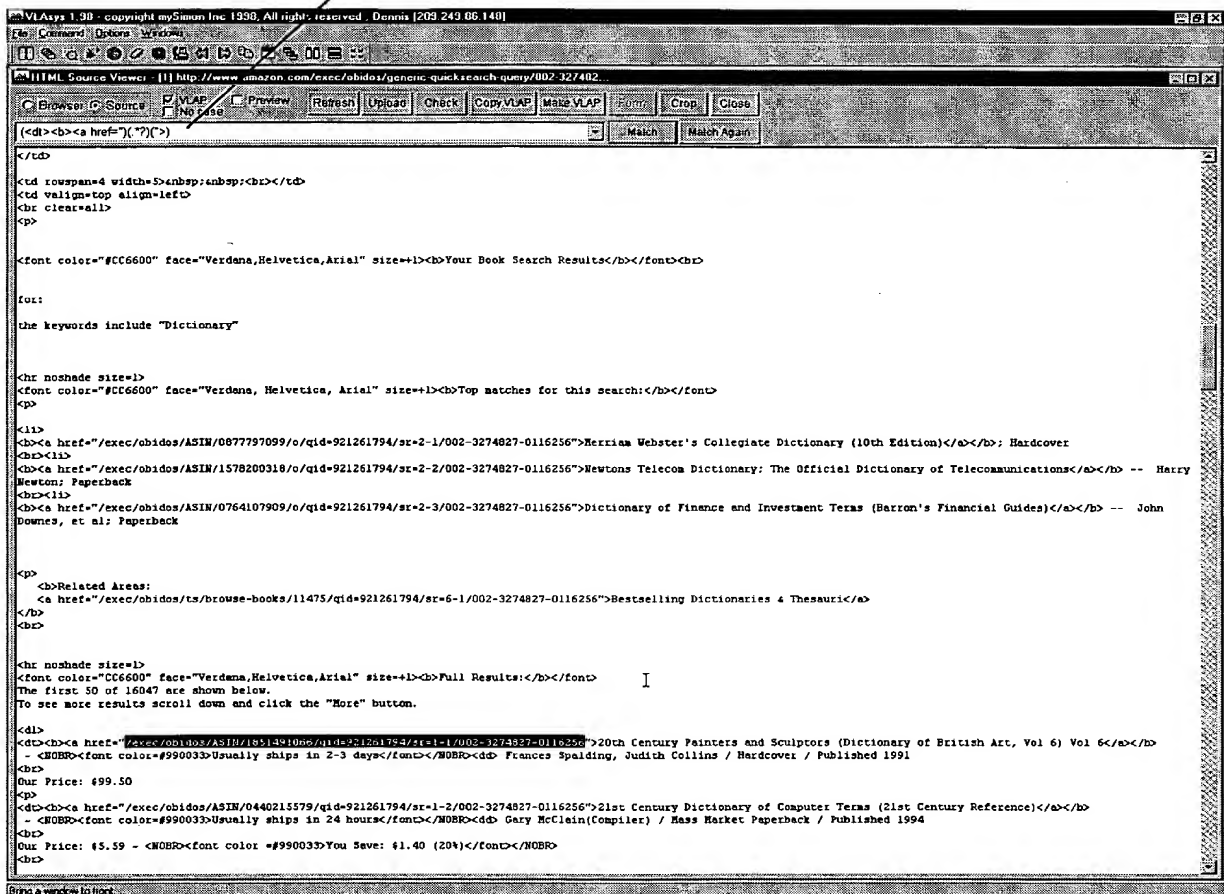 VLAsys 1.98 - copyright mySimon Inc 1998, All rights reserved , Dennis [209.249.86.140]
File Command Options Windows
HTML Source Viewer - [1] http://www.amazon.com/exec/obidos/generic-quicksearch-query/002-327482...
Browser Source VLAP No case Preview Refresh Upload Check Copy VLAP Make VLAP Form Crop Close
(<dt><b><a href=")(.*?)(">) Match Match Again
</td>
<td rowspan=4 width=5>&nbsp;&nbsp;<br></td>
<td valign=top align=left>
<br clear=all>
<p>
<font color="#CC6600" face="Verdana,Helvetica,Arial" size=+1><b>Your Book Search Results</b></font><br>
for:
the keywords include "Dictionary"
<hr noshade size=1>
<font color="#CC6600" face="Verdana, Helvetica, Arial" size=+1><b>Top matches for this search:</b></font>
<p>
<li>
<b><a href="/exec/obidos/ASIN/0877797099/o/qid=921261794/sr=2-1/002-3274827-0116256">Merriam Webster's Collegiate Dictionary (10th Edition)</a></b>; Hardcover
<br><li>
<b><a href="/exec/obidos/ASIN/1578200318/o/qid=921261794/sr=2-2/002-3274827-0116256">Newtons Telecom Dictionary: The Official Dictionary of Telecommunications</a></b> -- Harry
Newton; Paperback
<br><li>
<b><a href="/exec/obidos/ASIN/0764107909/o/qid=921261794/sr=2-3/002-3274827-0116256">Dictionary of Finance and Investment Terms (Barron's Financial Guides)</a></b> -- John
Downes, et al; Paperback
<p>
<b>Related Areas:
<a href="/exec/obidos/ts/browse-books/11475/qid=921261794/sr=6-1/002-3274827-0116256">Bestselling Dictionaries & Thesauri</a>
</b>
<br>
<hr noshade size=1>
<font color="CC6600" face="Verdana,Helvetica,Arial" size=+1><b>Full Results:</b></font>
The first 50 of 16047 are shown below.
To see more results scroll down and click the "More" button.
<dl>
<dt><b><a href="/exec/obidos/ASIN/1851491066/qid=921261794/sr=1-1/002-3274827-0116256">20th Century Painters and Sculptors (Dictionary of British Art, Vol 6) Vol 6</a></b>
- <NOBR><font color=#990033>Usually ships in 2-3 days</font></NOBR><dd> Frances Spalding, Judith Collins / Hardcover / Published 1991
<br>
Our Price: $99.50
<p>
<dt><b><a href="/exec/obidos/ASIN/0440215579/qid=921261794/sr=1-2/002-3274827-0116256">21st Century Dictionary of Computer Terms (21st Century Reference)</a></b>
- <NOBR><font color=#990033>Usually ships in 24 hours</font></NOBR><dd> Gary McClain(Compiler) / Mass Market Paperback / Published 1994
<br>
Our Price: $5.59 - <NOBR><font color =#990033>You Save: $1.40 (20%)</font></NOBR>
<br>
Bring a window to front